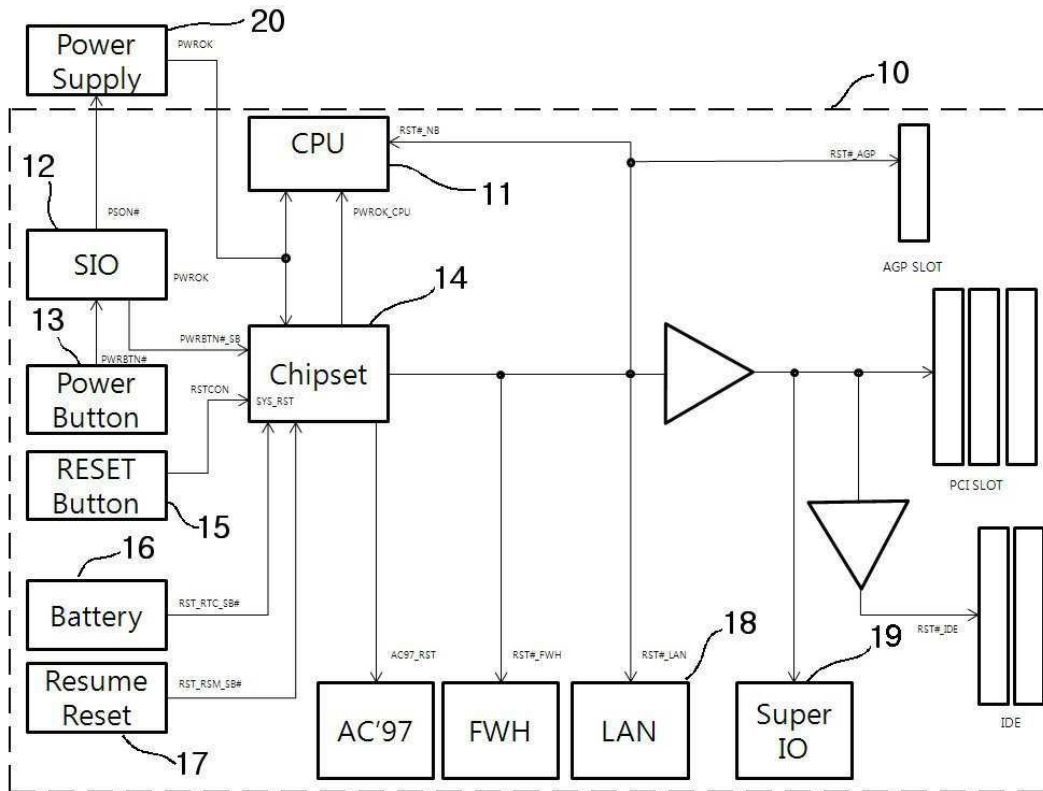 20
Power
Supply
PWROK
10
CPU
RST#_NB
RST#_AGP
11
12
PSON#
PWROK_CPU
SIO
PWROK
AGP SLOT
14
13
PWRBTN#_SB
PWRBTN#
Power
Button
RSTCON
SYS_RST
Chipset
RESET
Button
15
PCI SLOT
16
Battery
RST_RTC_SB#
RST#_IDE
Resume
Reset
RST_RSM_SB#
17
AC97_RST
RST#_FWH
RST#_LAN
18
19
AC'97
FWH
LAN
Super
IO
IDE